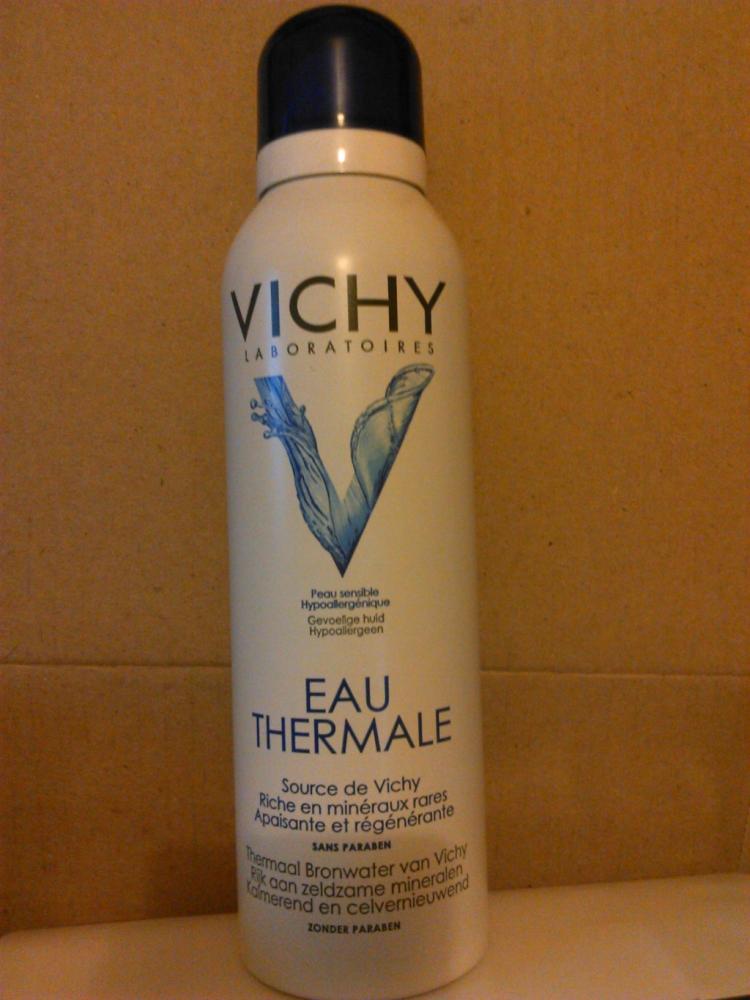 VICHY
LABORATOIRES
Peau sensible
Hypoallergénique
Gevoelige huid
Hypoallergeen
EAU
THERMALE
Source de Vichy
Riche en minéraux rares
Apaisante et régénérante
SANS PARABEN
Thermaal Bronwater van Vichy
Rijk aan zeldzame mineralen
Kalmerend en celvernieuwend
ZONDER PARABEN